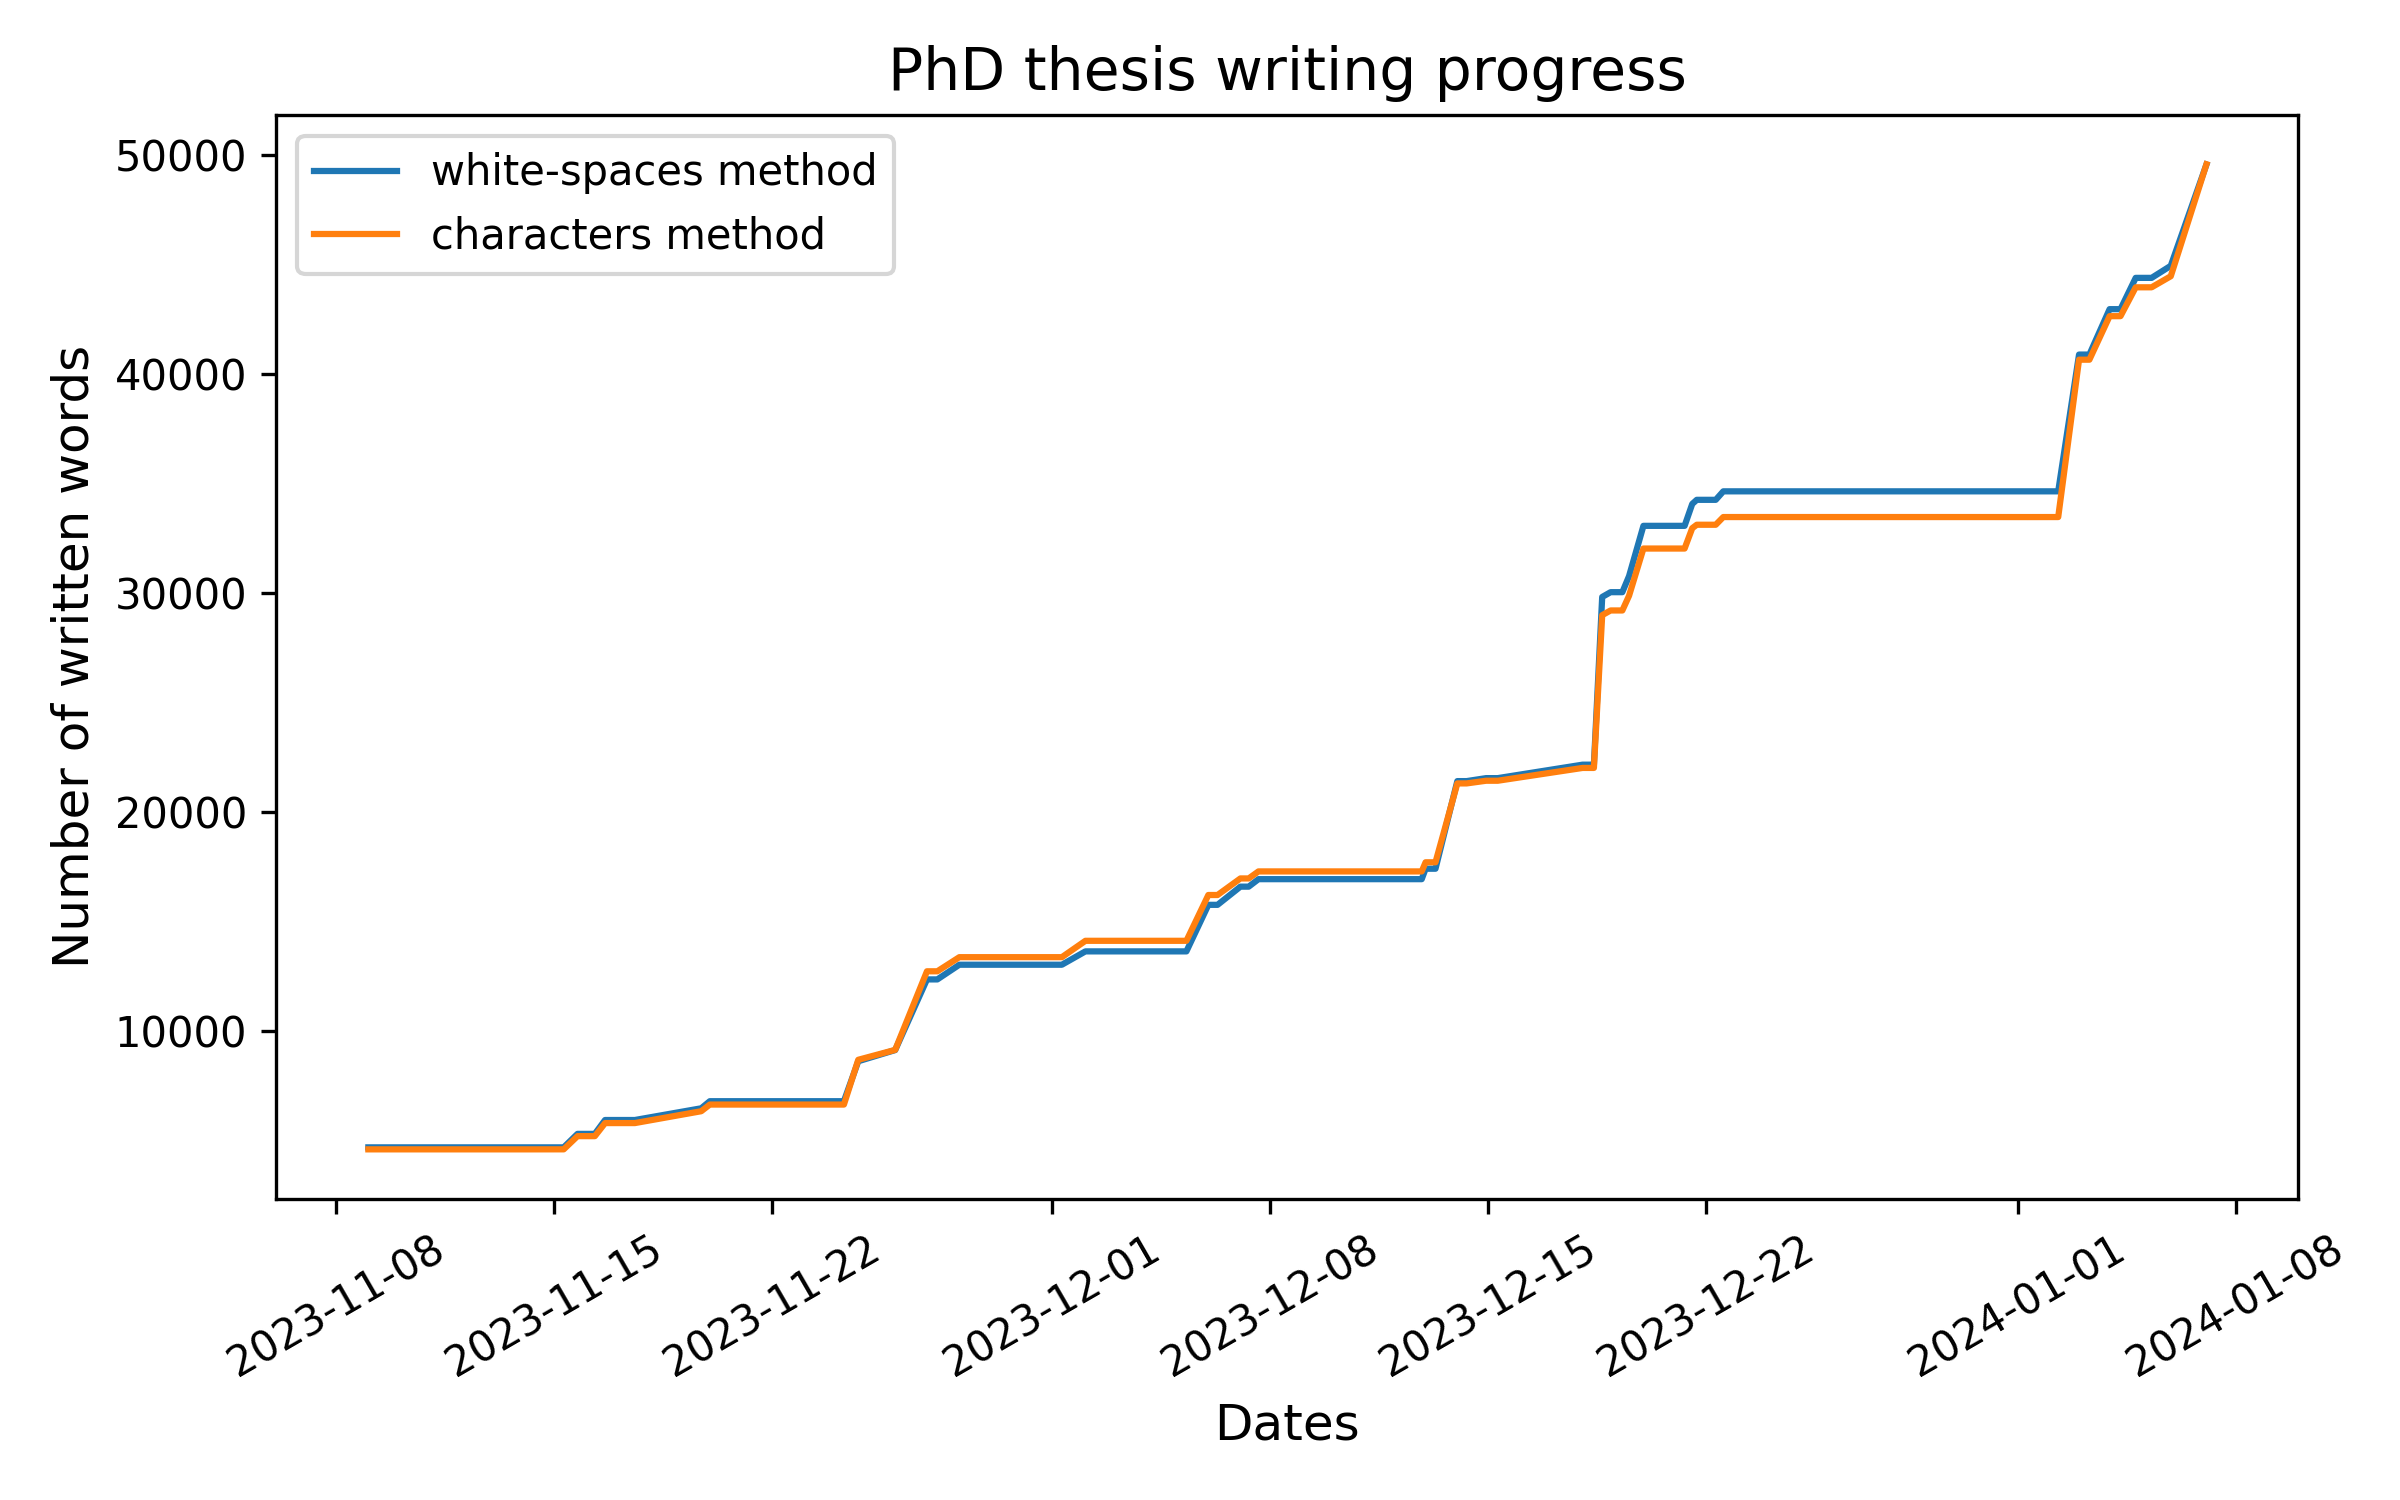 PhD thesis writing progress
white-spaces method
characters method
Number of written words
50000
40000
30000
20000
10000
2023-11-08
2023-11-15
2023-11-22
2023-12-01
2023-12-08
2023-12-15
2023-12-22
2024-01-01
2024-01-08
Dates